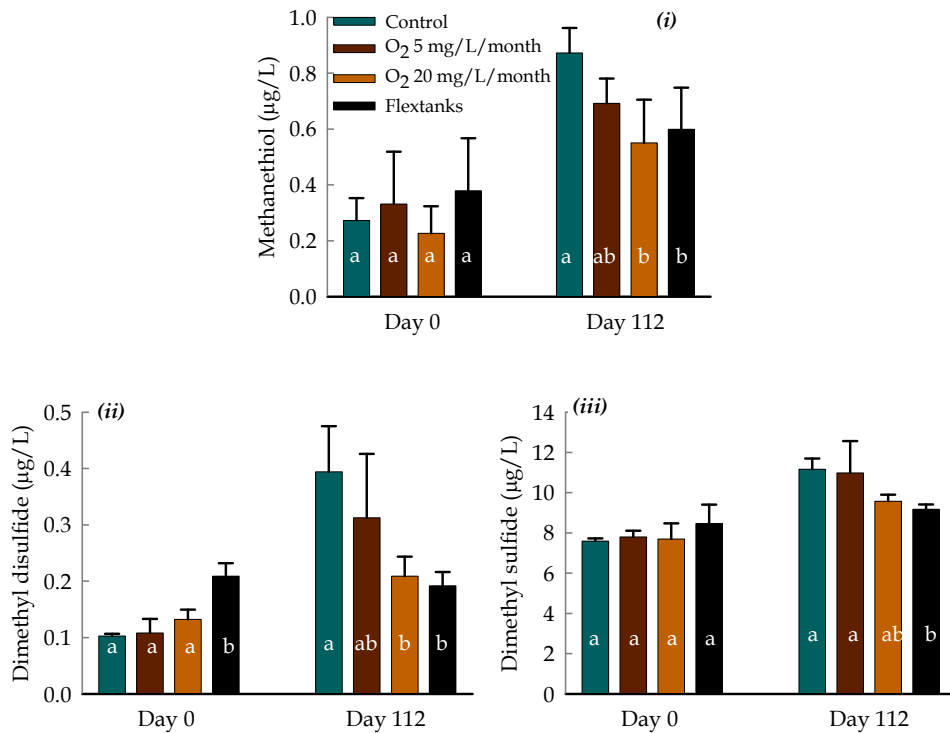 (i)
Control
O2 5 mg/L/month
O2 20 mg/L/month
Flextanks
Methanethiol (µg/L)
1.0
0.8
0.6
0.4
0.2
0.0
a a a a a ab b b
Day 0 Day 112
(ii)
Dimethyl disulfide (µg/L)
0.5
0.4
0.3
0.2
0.1
0.0
a a a b a ab b b
Day 0 Day 112
(iii)
Dimethyl sulfide (µg/L)
14
12
10
8
6
4
2
0
a a a a a a ab b
Day 0 Day 112